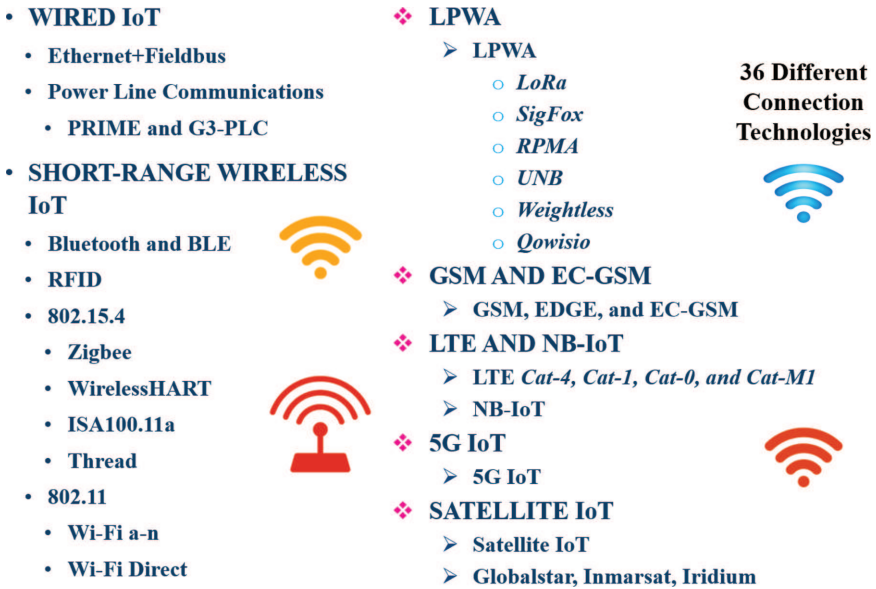 WIRED IoT
Ethernet+Fieldbus
Power Line Communications
PRIME and G3-PLC
SHORT-RANGE WIRELESS
IoT
Bluetooth and BLE
RFID
802.15.4
Zigbee
WirelessHART
ISA100.11a
Thread
802.11
Wi-Fi a-n
Wi-Fi Direct
LPWA
LPWA
LoRa
SigFox
RPMA
UNB
Weightless
Qowisio
GSM AND EC-GSM
GSM, EDGE, and EC-GSM
LTE AND NB-IoT
LTE Cat-4, Cat-1, Cat-0, and Cat-M1
NB-IoT
5G IoT
5G IoT
SATELLITE IoT
Satellite IoT
Globalstar, Inmarsat, Iridium
36 Different
Connection
Technologies